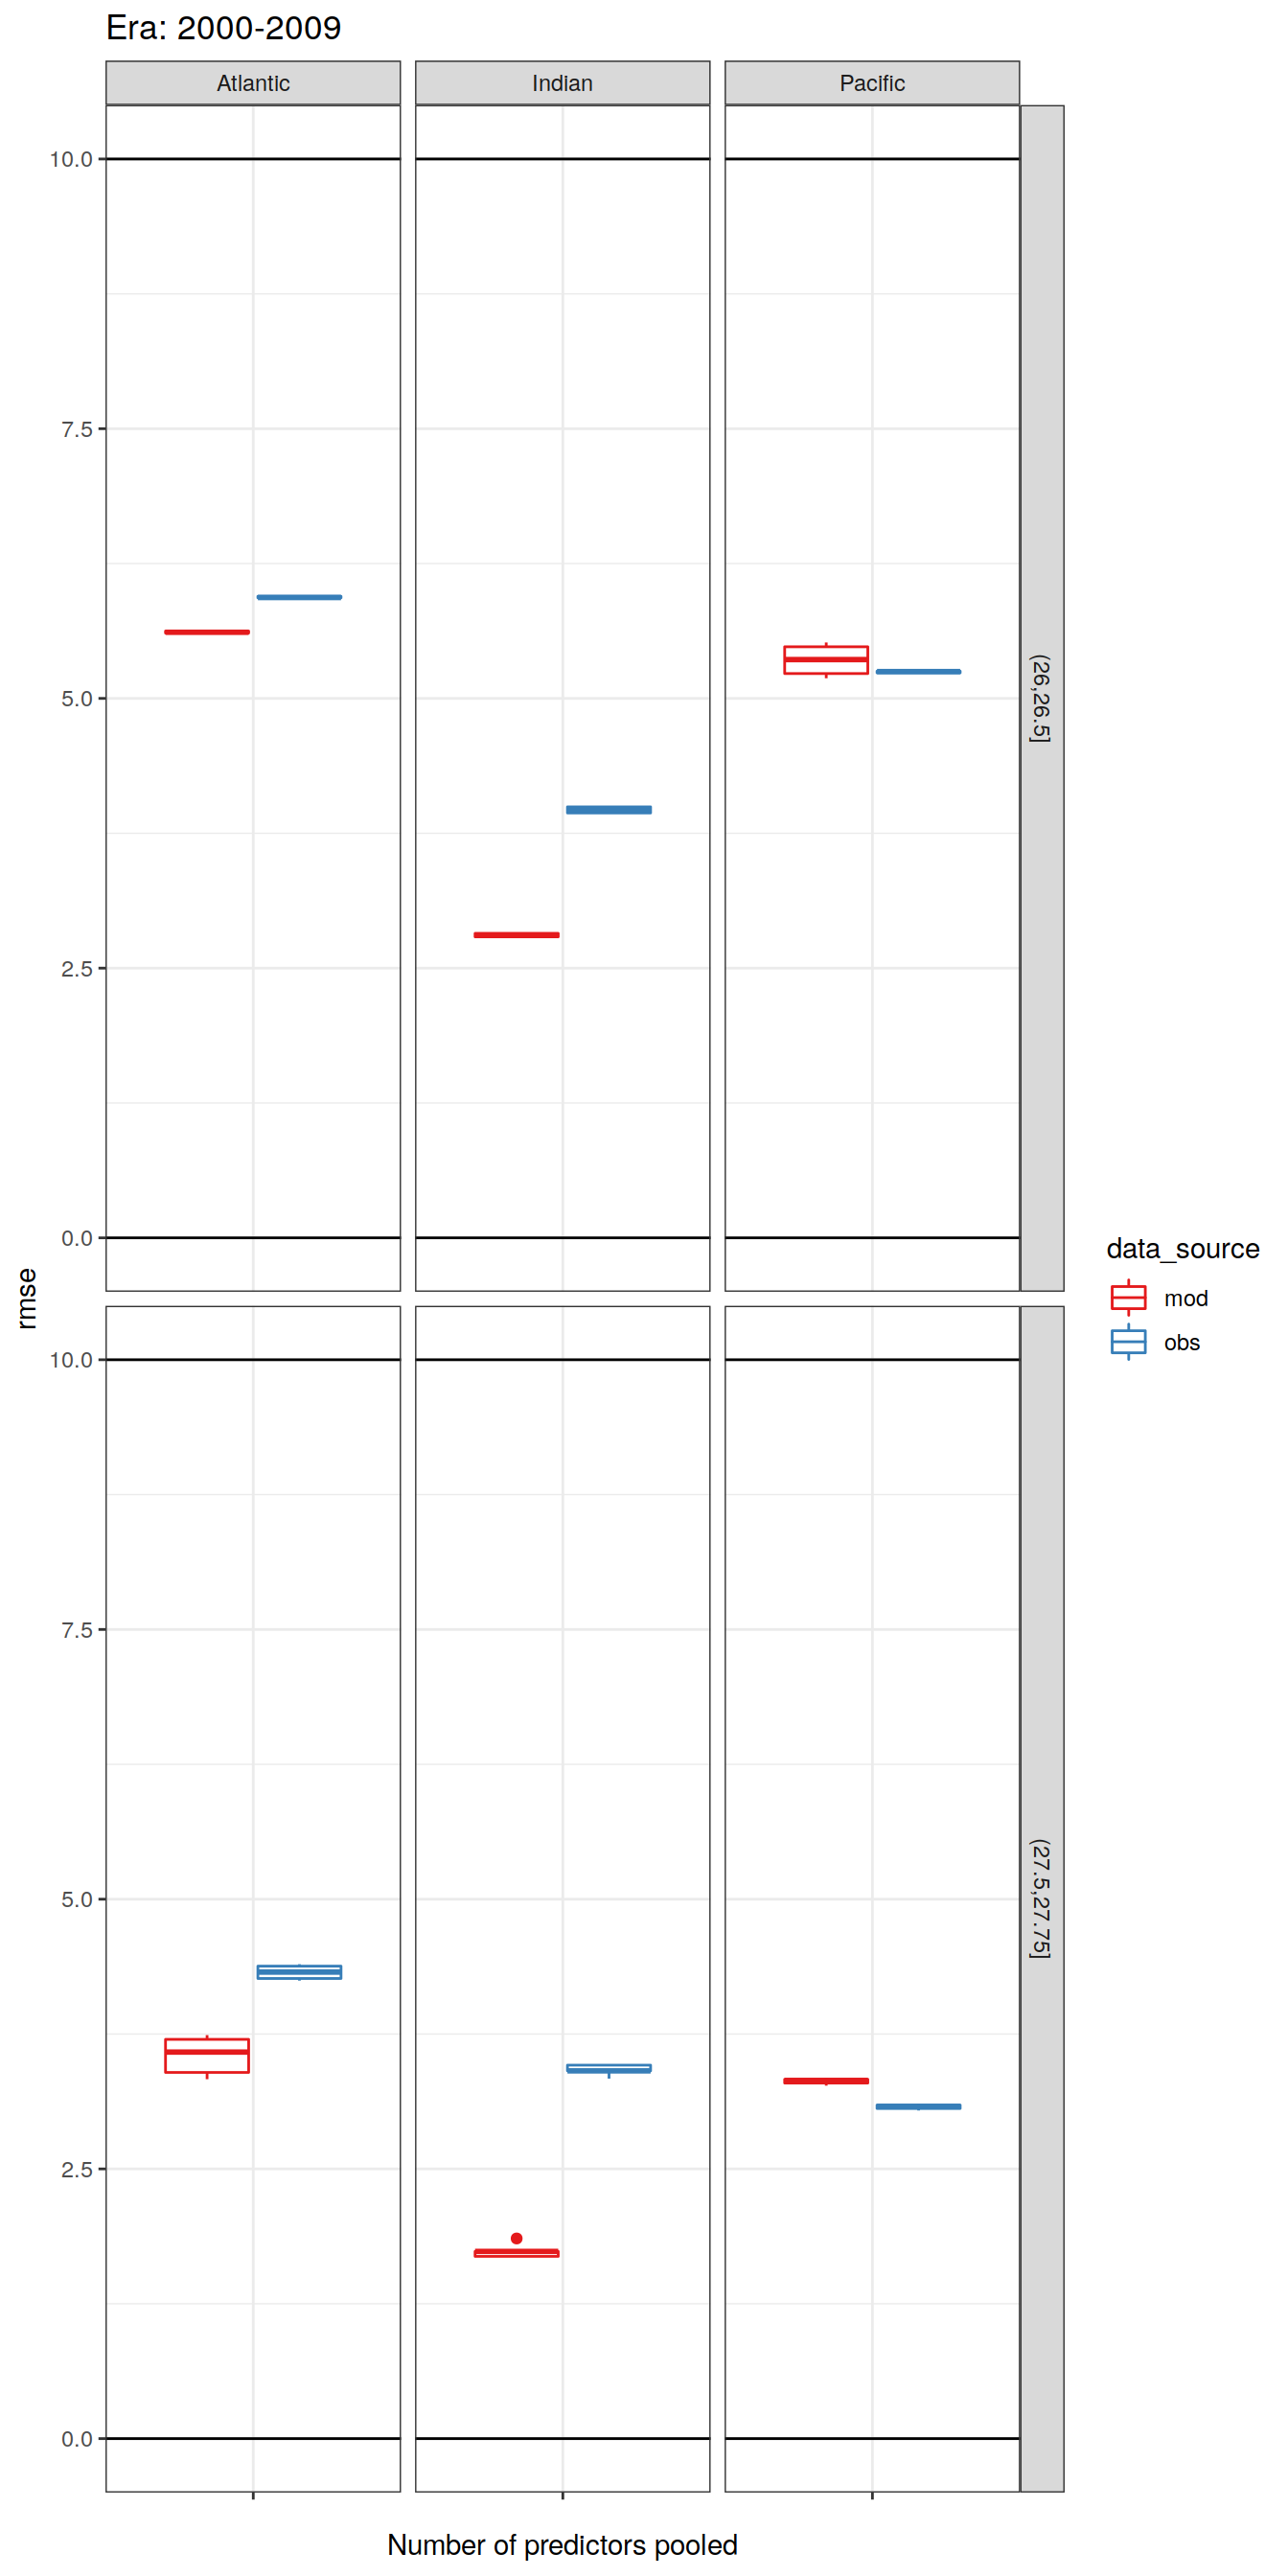 Era: 2000-2009
Atlantic
Indian
Pacific
10.0
7.5
5.0
2.5
0.0
(26,26.5]
10.0
7.5
5.0
2.5
0.0
(27.5,27.75]
rmse
Number of predictors pooled
data_source
mod
obs